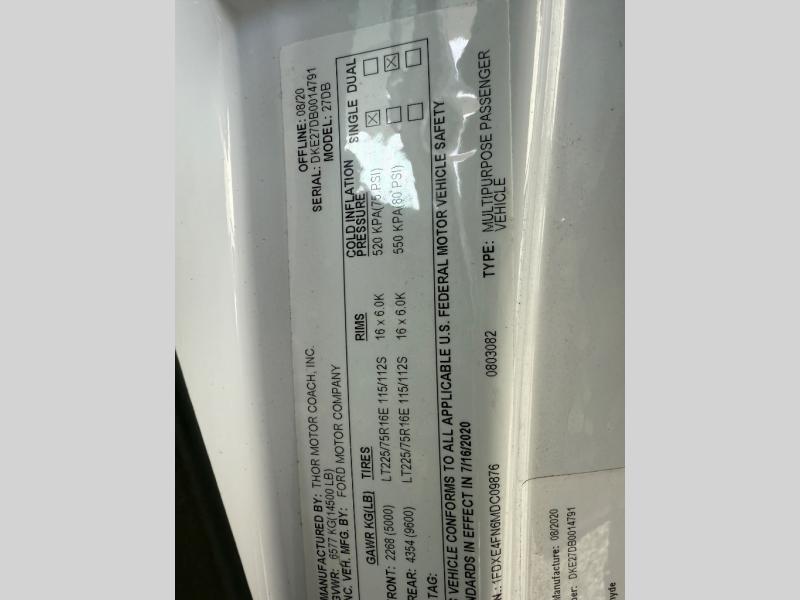 OFFLINE: 08/20
SERIAL: DKE27DB0014791
MODEL: 27DB
MANUFACTURED BY: THOR MOTOR COACH, INC.
GVWR: 6577 KG(14500 LB)
INC. VEH. MFG. BY: FORD MOTOR COMPANY
GAWR KG(LB) TIRES RIMS COLD INFLATION PRESSURE SINGLE DUAL
RONT: 2268 (5000) LT225/75R16E 115/112S 16 x 6.0K 520 KPA(75 PSI)
REAR: 4354 (9600) LT225/75R16E 115/112S 16 x 6.0K 550 KPA(80 PSI)
TAG:
S VEHICLE CONFORMS TO ALL APPLICABLE U.S. FEDERAL MOTOR VEHICLE SAFETY
NDARDS IN EFFECT IN 7/16/2020
N.: 1FDXE4FN6MDC09876 0803082 TYPE: MULTIPURPOSE PASSENGER
VEHICLE
Manufacture: 08/2020
ber: DKE27DB0014791
hyde